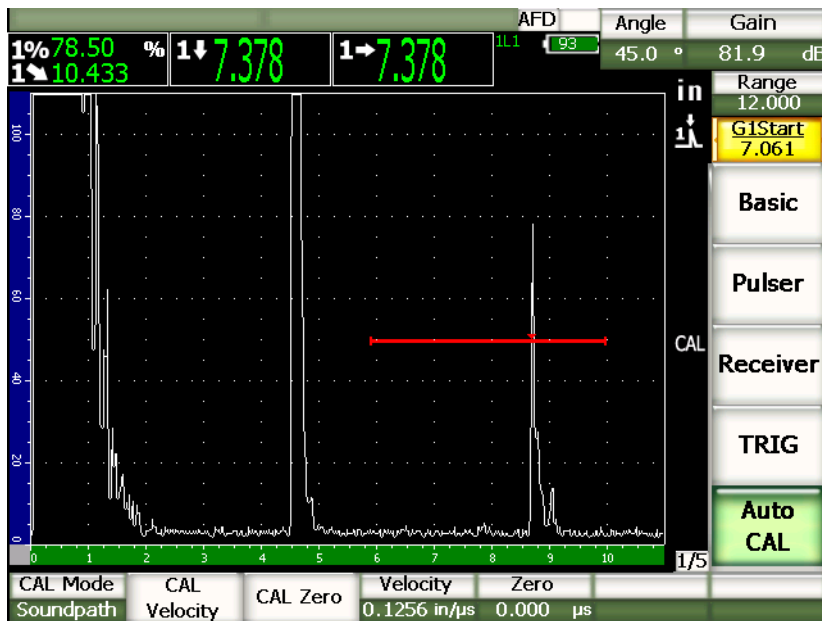 AFD Angle Gain
1%78.50 % 1 7.378 1 7.378 1L1 93 45.0 ° 81.9 dB
1 10.433
in Range
12.000
1 G1Start
7.061
100
80
60
40
20
0
Basic
Pulser
CAL
Receiver
TRIG
Auto
CAL
0 1 2 3 4 5 6 7 8 9 10 1/5
CAL Mode CAL Velocity CAL Zero Velocity Zero
Soundpath 0.1256 in/µs 0.000 µs